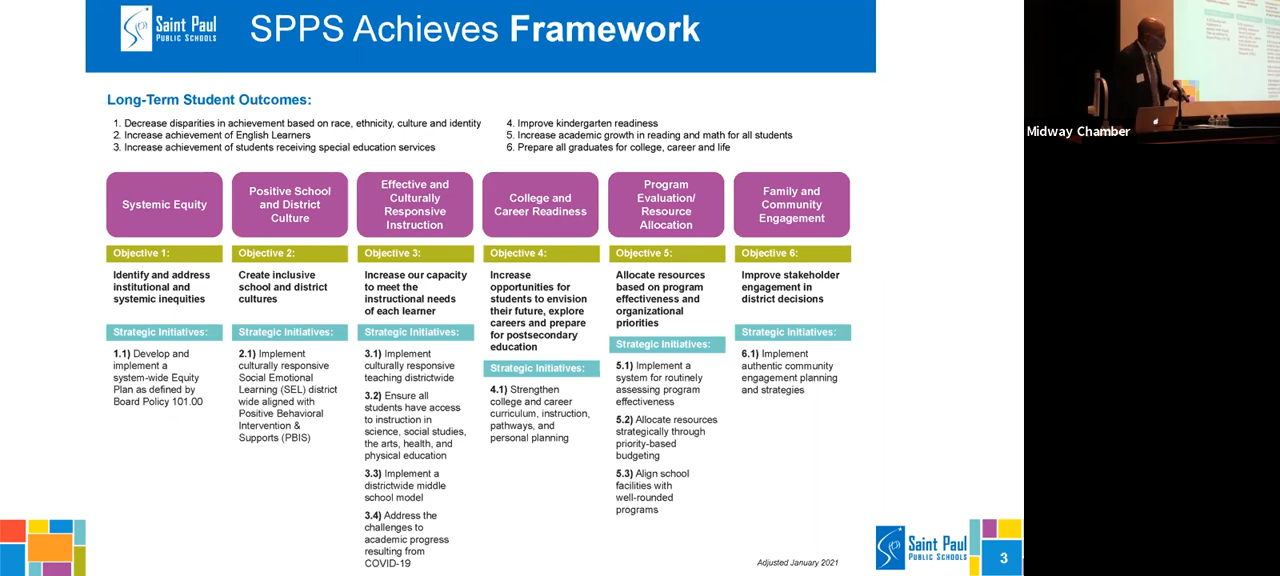 Saint Paul
PUBLIC SCHOOLS
SPPS Achieves Framework
Long-Term Student Outcomes:
1. Decrease disparities in achievement based on race, ethnicity, culture and identity
2. Increase achievement of English Learners
3. Increase achievement of students receiving special education services
4. Improve kindergarten readiness
5. Increase academic growth in reading and math for all students
6. Prepare all graduates for college, career and life
Systemic Equity
Objective 1:
Identify and address
institutional and
systemic inequities
Strategic Initiatives:
1.1) Develop and
implement a
system-wide Equity
Plan as defined by
Board Policy 101.00
Positive School
and District
Culture
Objective 2:
Create inclusive
school and district
cultures
Strategic Initiatives:
2.1) Implement
culturally responsive
Social Emotional
Learning (SEL) district
wide aligned with
Positive Behavioral
Intervention &
Supports (PBIS)
Effective and
Culturally
Responsive
Instruction
Objective 3:
Increase our capacity
to meet the
instructional needs
of each learner
Strategic Initiatives:
3.1) Implement
culturally responsive
teaching districtwide
3.2) Ensure all
students have access
to instruction in
science, social studies,
the arts, health, and
physical education
3.3) Implement a
districtwide middle
school model
3.4) Address the
challenges to
academic progress
resulting from
COVID-19
College and
Career Readiness
Objective 4:
Increase
opportunities for
students to envision
their future, explore
careers and prepare
for postsecondary
education
Strategic Initiatives:
4.1) Strengthen
college and career
curriculum, instruction,
pathways, and
personal planning
Program
Evaluation/
Resource
Allocation
Objective 5:
Allocate resources
based on program
effectiveness and
organizational
priorities
Strategic Initiatives:
5.1) Implement a
system for routinely
assessing program
effectiveness
5.2) Allocate resources
strategically through
priority-based
budgeting
5.3) Align school
facilities with
well-rounded
programs
Family and
Community
Engagement
Objective 6:
Improve stakeholder
engagement in
district decisions
Strategic Initiatives:
6.1) Implement
authentic community
engagement planning
and strategies
Adjusted January 2021
Saint Paul
PUBLIC SCHOOLS
3
Midway Chamber